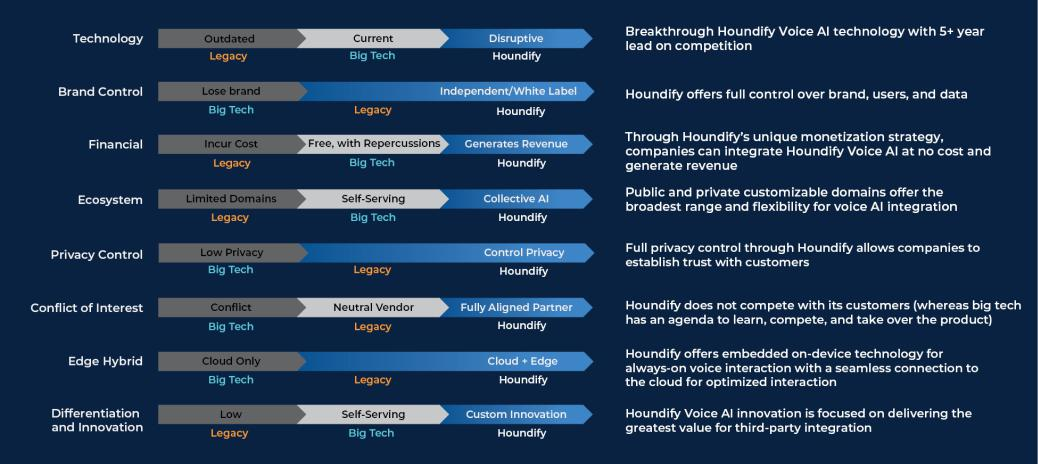 Technology
Outdated
Current
Disruptive
Legacy
Big Tech
Houndify
Breakthrough Houndify Voice AI technology with 5+ year
lead on competition
Brand Control
Lose brand
Independent/White Label
Big Tech
Legacy
Houndify
Houndify offers full control over brand, users, and data
Financial
Incur Cost
Free, with Repercussions
Generates Revenue
Legacy
Big Tech
Houndify
Through Houndify's unique monetization strategy,
companies can integrate Houndify Voice AI at no cost and
generate revenue
Ecosystem
Limited Domains
Self-Serving
Collective AI
Legacy
Big Tech
Houndify
Public and private customizable domains offer the
broadest range and flexibility for voice AI integration
Privacy Control
Low Privacy
Control Privacy
Big Tech
Legacy
Houndify
Full privacy control through Houndify allows companies to
establish trust with customers
Conflict of Interest
Conflict
Neutral Vendor
Fully Aligned Partner
Big Tech
Legacy
Houndify
Houndify does not compete with its customers (whereas big tech
has an agenda to learn, compete, and take over the product)
Edge Hybrid
Cloud Only
Cloud + Edge
Big Tech
Legacy
Houndify
Houndify offers embedded on-device technology for
always-on voice interaction with a seamless connection to
the cloud for optimized interaction
Differentiation
and Innovation
Low
Self-Serving
Custom Innovation
Legacy
Big Tech
Houndify
Houndify Voice AI innovation is focused on delivering the
greatest value for third-party integration